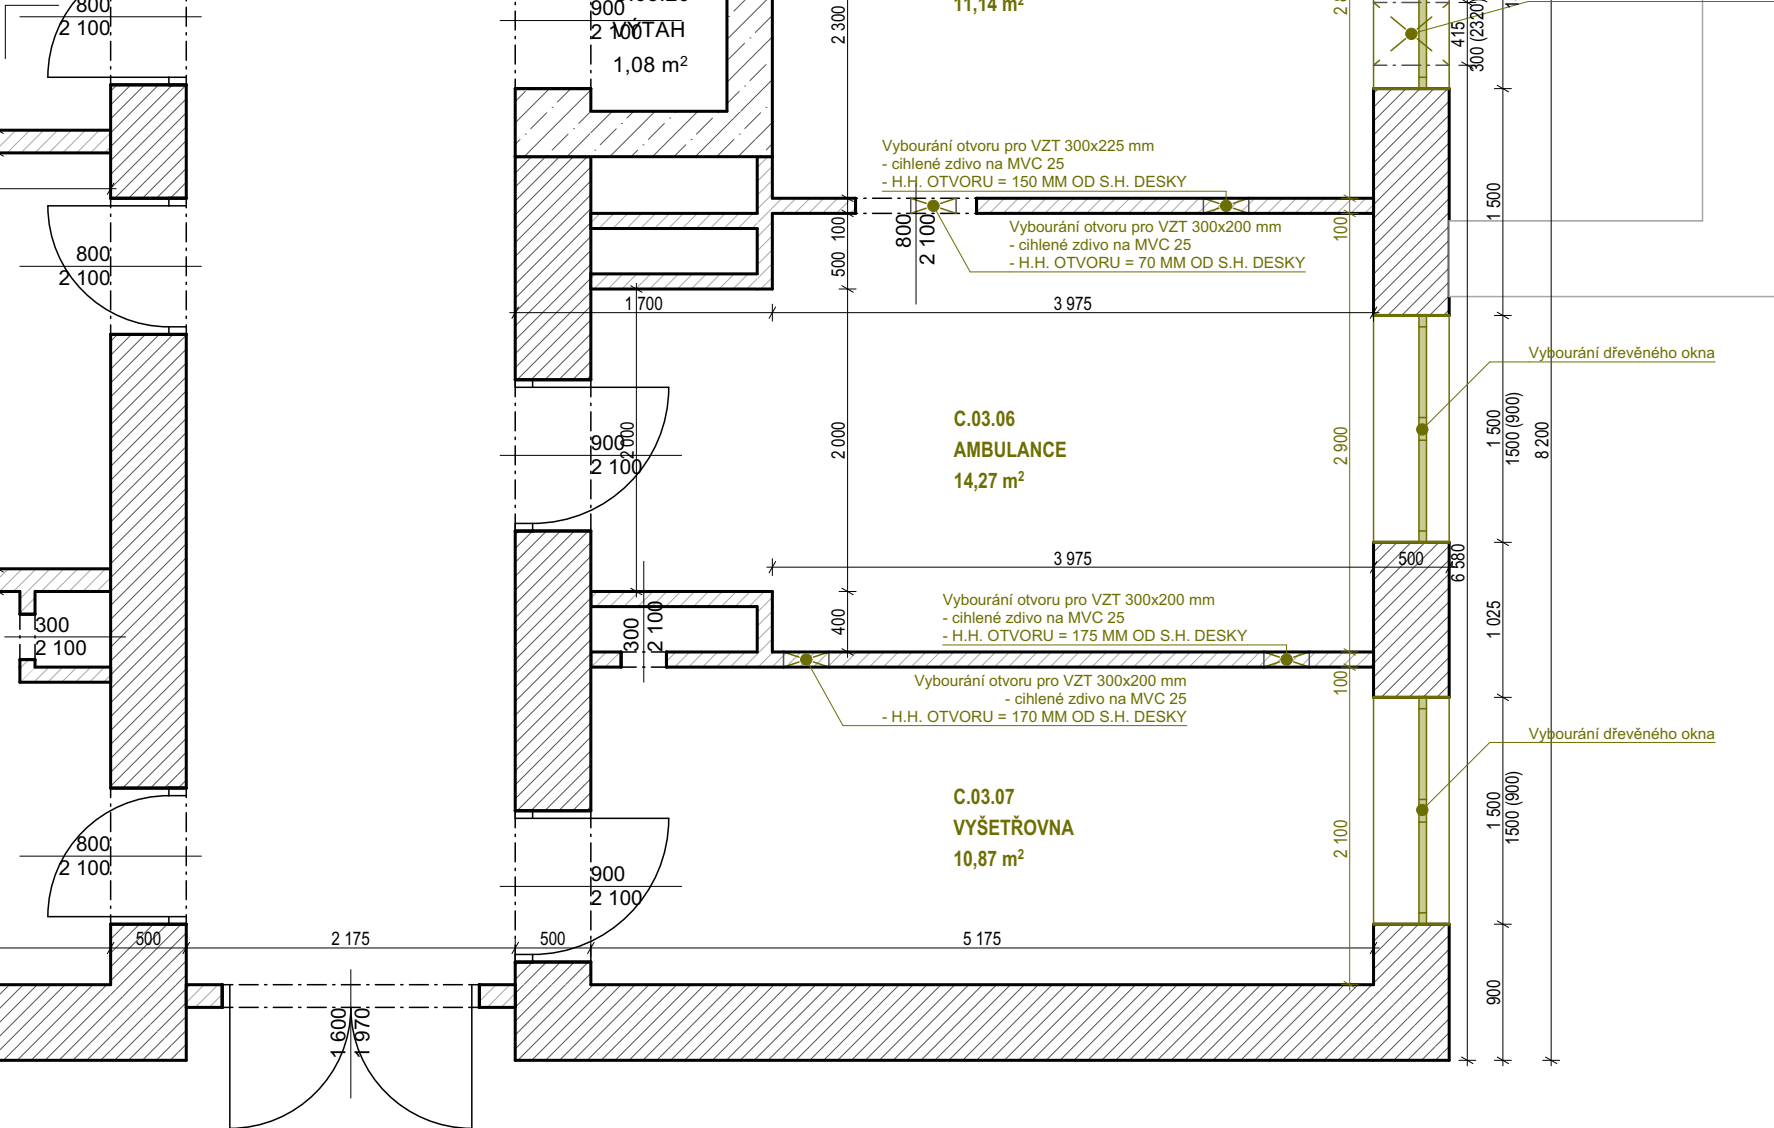 800
2 100
900
2 100
VÝTAH
1,08 m²
2 300
11,14 m²
415
300 (2320)
Vybourání otvoru pro VZT 300x225 mm
- cihlené zdivo na MVC 25
- H.H. OTVORU = 150 MM OD S.H. DESKY
1 500
800
2 100
100
500
800
2 100
Vybourání otvoru pro VZT 300x200 mm
- cihlené zdivo na MVC 25
- H.H. OTVORU = 70 MM OD S.H. DESKY
100
1 700
3 975
Vybourání dřevěného okna
900
2 100
2 000
2 000
C.03.06
AMBULANCE
14,27 m²
2 900
1 500
1500 (900)
8 200
3 975
500
6 580
300
2 100
300
2 100
400
Vybourání otvoru pro VZT 300x200 mm
- cihlené zdivo na MVC 25
- H.H. OTVORU = 175 MM OD S.H. DESKY
1 025
Vybourání otvoru pro VZT 300x200 mm
- cihlené zdivo na MVC 25
- H.H. OTVORU = 170 MM OD S.H. DESKY
100
Vybourání dřevěného okna
C.03.07
VYŠETŘOVNA
10,87 m²
2 100
1 500
1500 (900)
800
2 100
900
2 100
500
2 175
500
5 175
900
1 600
1 970